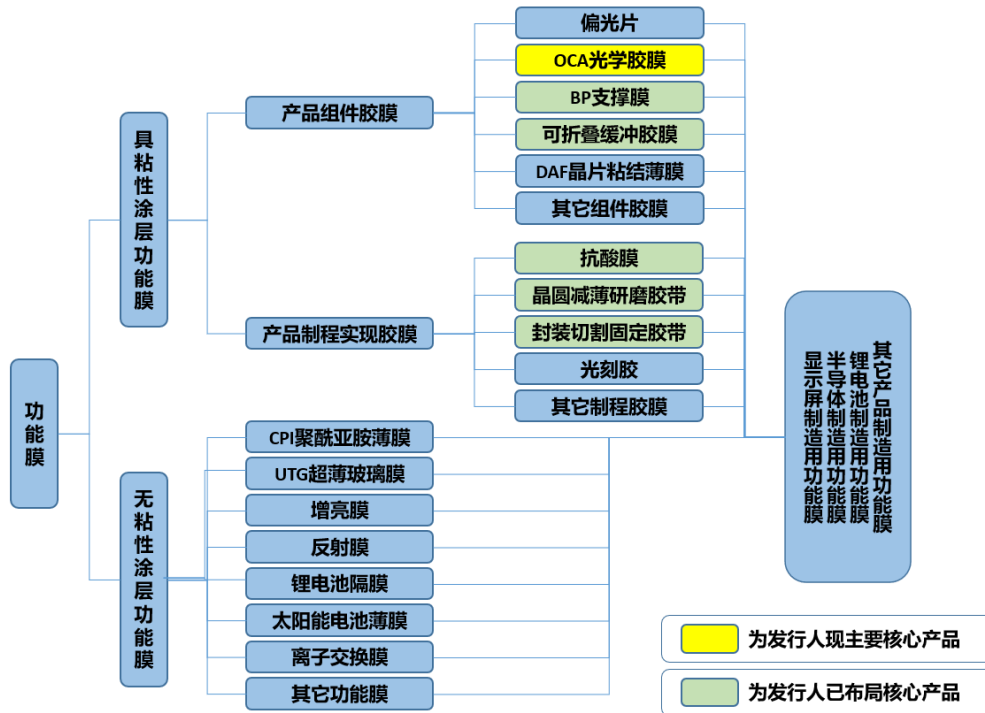 功能膜
具粘性涂层功能膜
无粘性涂层功能膜
产品组件胶膜
产品制程实现胶膜
偏光片
OCA光学胶膜
BP支撑膜
可折叠缓冲胶膜
DAF晶片粘结薄膜
其它组件胶膜
抗酸膜
晶圆减薄研磨胶带
封装切割固定胶带
光刻胶
其它制程胶膜
CPI聚酰亚胺薄膜
UTG超薄玻璃膜
增亮膜
反射膜
锂电池隔膜
太阳能电池薄膜
离子交换膜
其它功能膜
其它产品制造用功能膜
锂电池制造用功能膜
半导体制造用功能膜
显示屏制造用功能膜
为发行人现主要核心产品
为发行人已布局核心产品